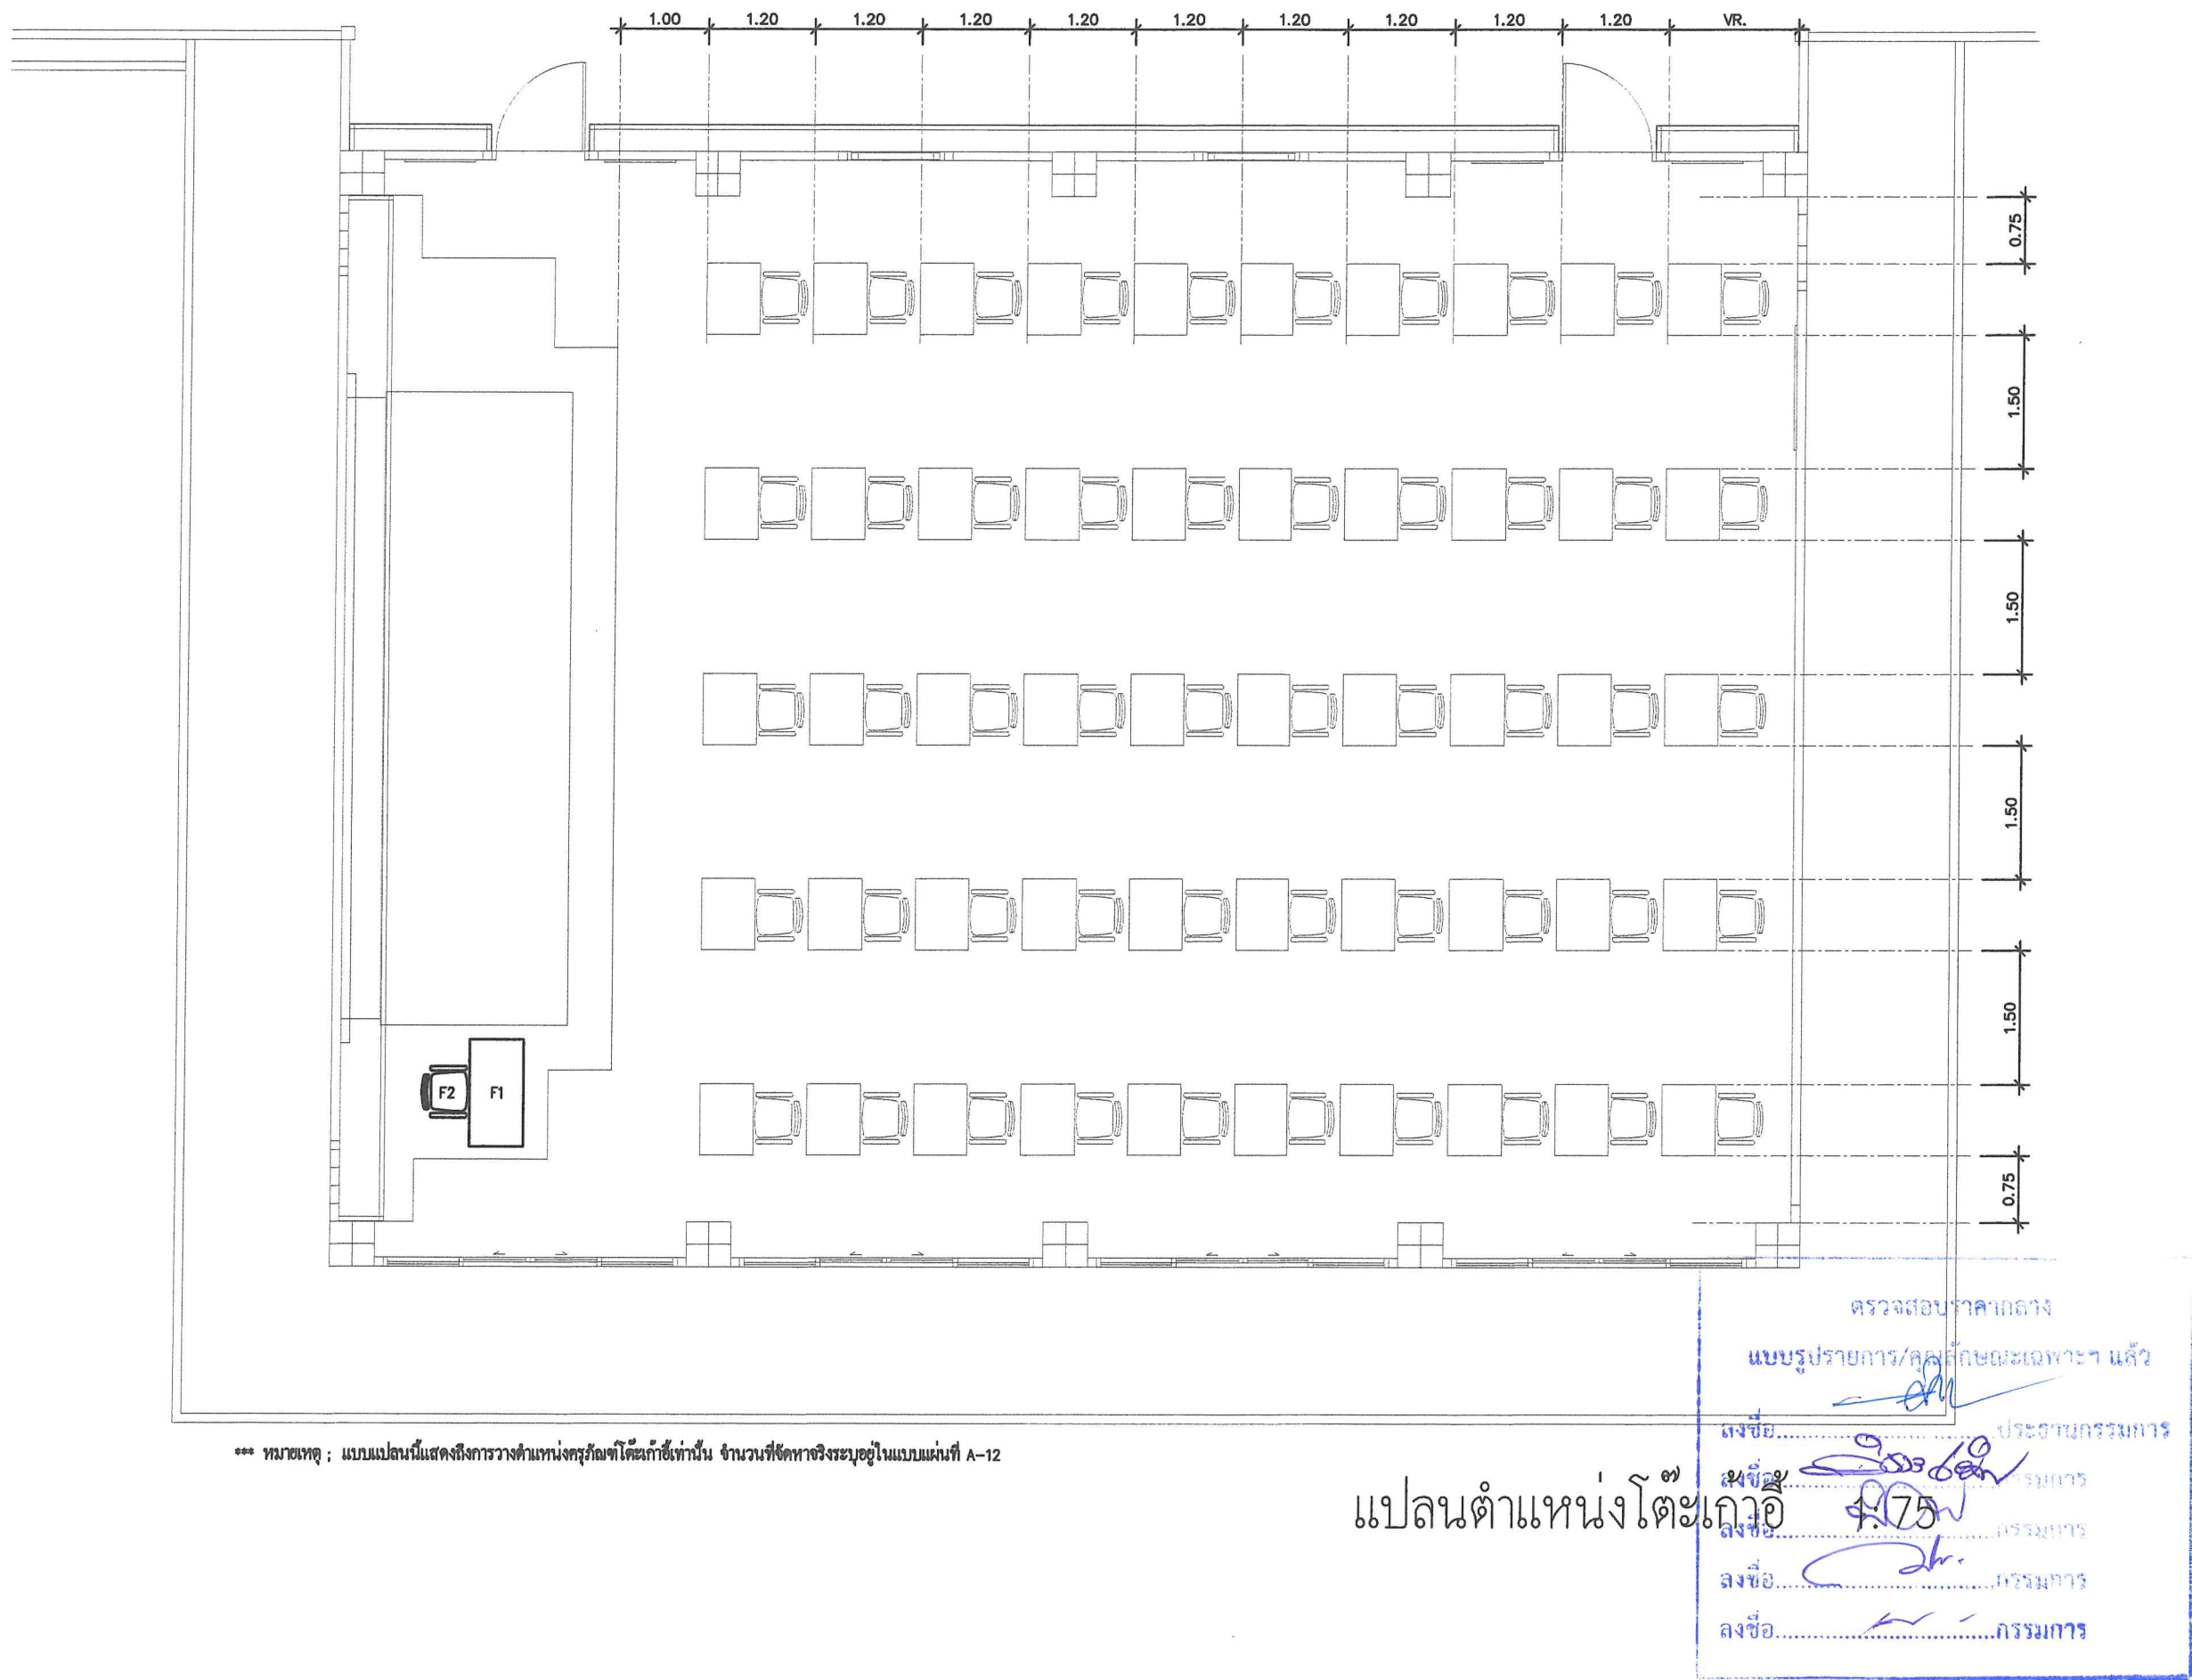 1.00 1.20 1.20 1.20 1.20 1.20 1.20 1.20 1.20 1.20 VR.
0.75
1.50
1.50
1.50
1.50
0.75
F2 F1
*** หมายเหตุ ; แบบแปลนนี้แสดงถึงการวางตำแหน่งครุภัณฑ์โต๊ะเก้าอี้เท่านั้น จำนวนที่จัดหาจริงระบุอยู่ในแบบแผ่นที่ A-12
แปลนตำแหน่งโต๊ะเก้าอี้ 1:75
ตรวจสอบราคากลาง
แบบรูปรายการ/คุณลักษณะเฉพาะฯ แล้ว
ลงชื่อ..............................ประธานกรรมการ
ลงชื่อ..............................กรรมการ
ลงชื่อ..............................กรรมการ
ลงชื่อ..............................กรรมการ
ลงชื่อ..............................กรรมการ